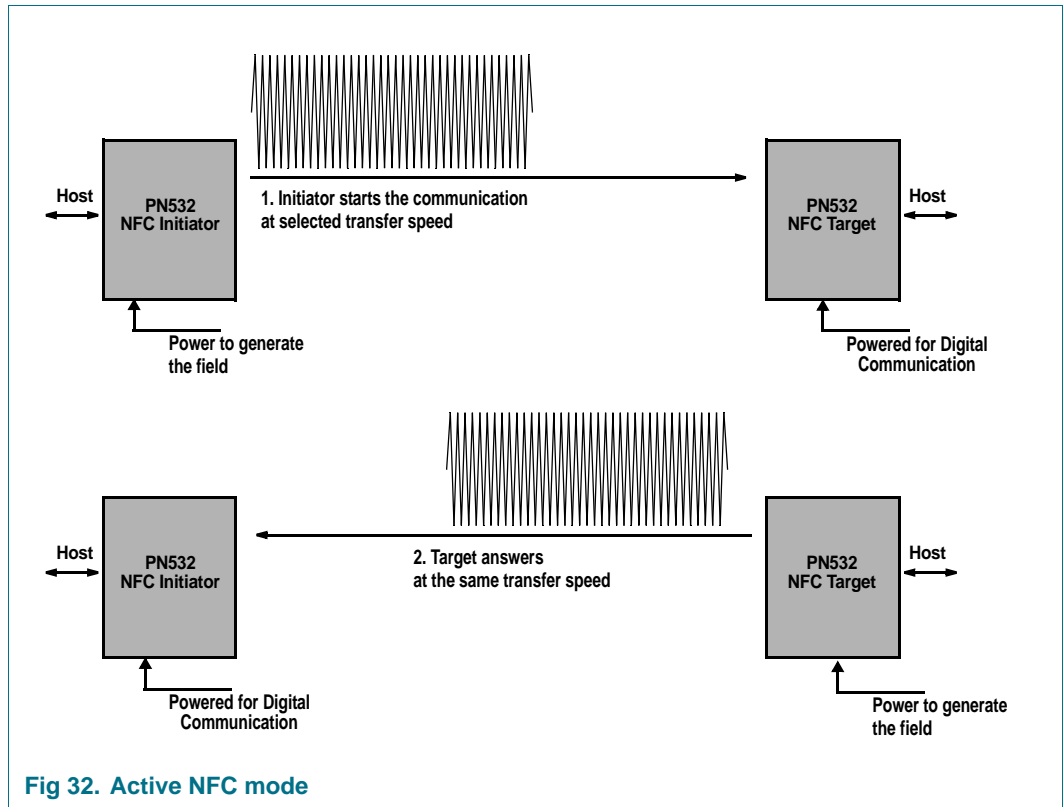 Host
PN532
NFC Initiator
1. Initiator starts the communication
at selected transfer speed
PN532
NFC Target
Host
Power to generate
the field
Powered for Digital
Communication
Host
PN532
NFC Initiator
2. Target answers
at the same transfer speed
PN532
NFC Target
Host
Powered for Digital
Communication
Power to generate
the field
Fig 32. Active NFC mode